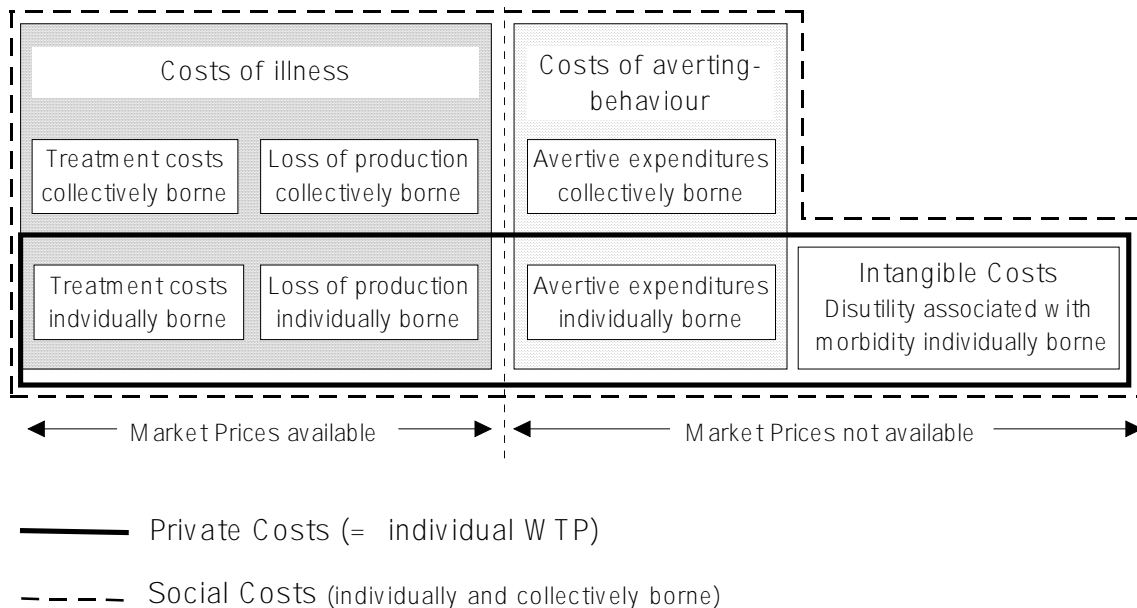 Costs of illness
Costs of averting-
behaviour
Treatment costs
collectively borne
Loss of production
collectively borne
Avertive expenditures
collectively borne
Treatment costs
indvidually borne
Loss of production
individually borne
Avertive expenditures
individually borne
Intangible Costs
Disutility associated with
morbidity individually borne
Market Prices available
Market Prices not available
Private Costs (= individual WTP)
Social Costs (individually and collectively borne)